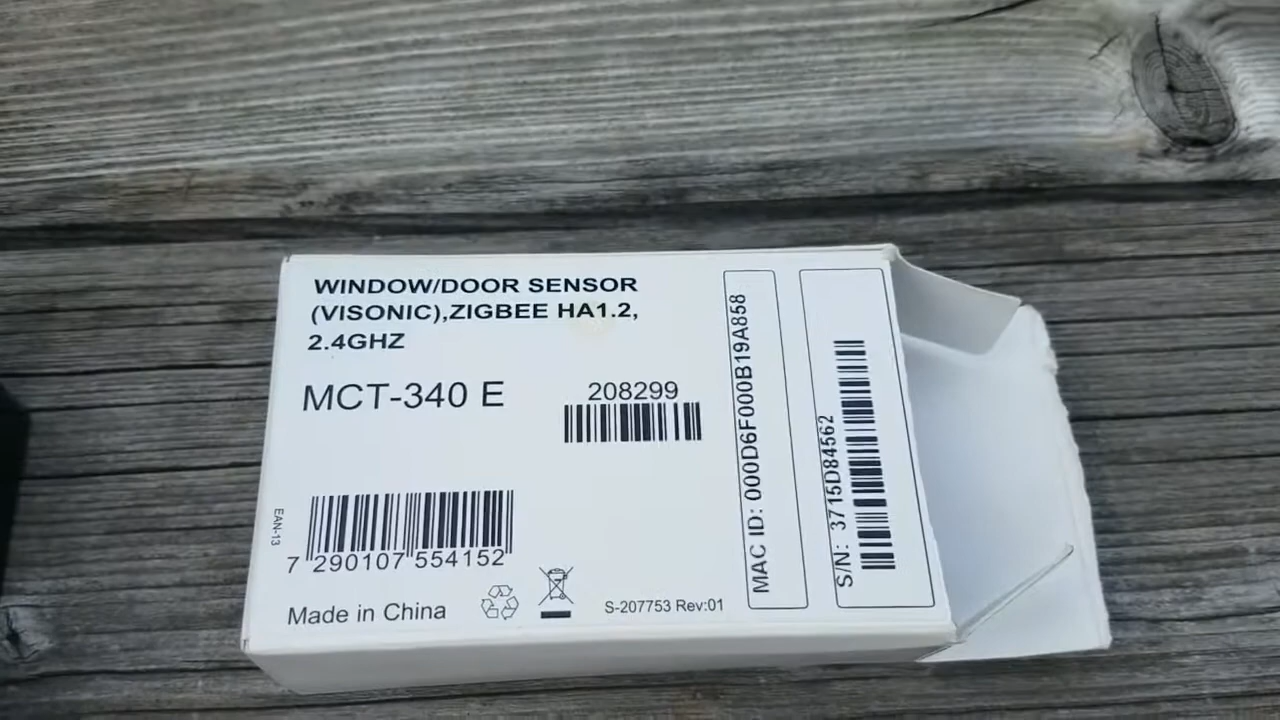 WINDOW/DOOR SENSOR
(VISONIC),ZIGBEE HA1.2,
2.4GHZ
MCT-340 E
208299
EAN-13
7 290107 554152
Made in China
S-207753 Rev:01
MAC ID: 000D6F000B19A858
S/N: 3715D84562